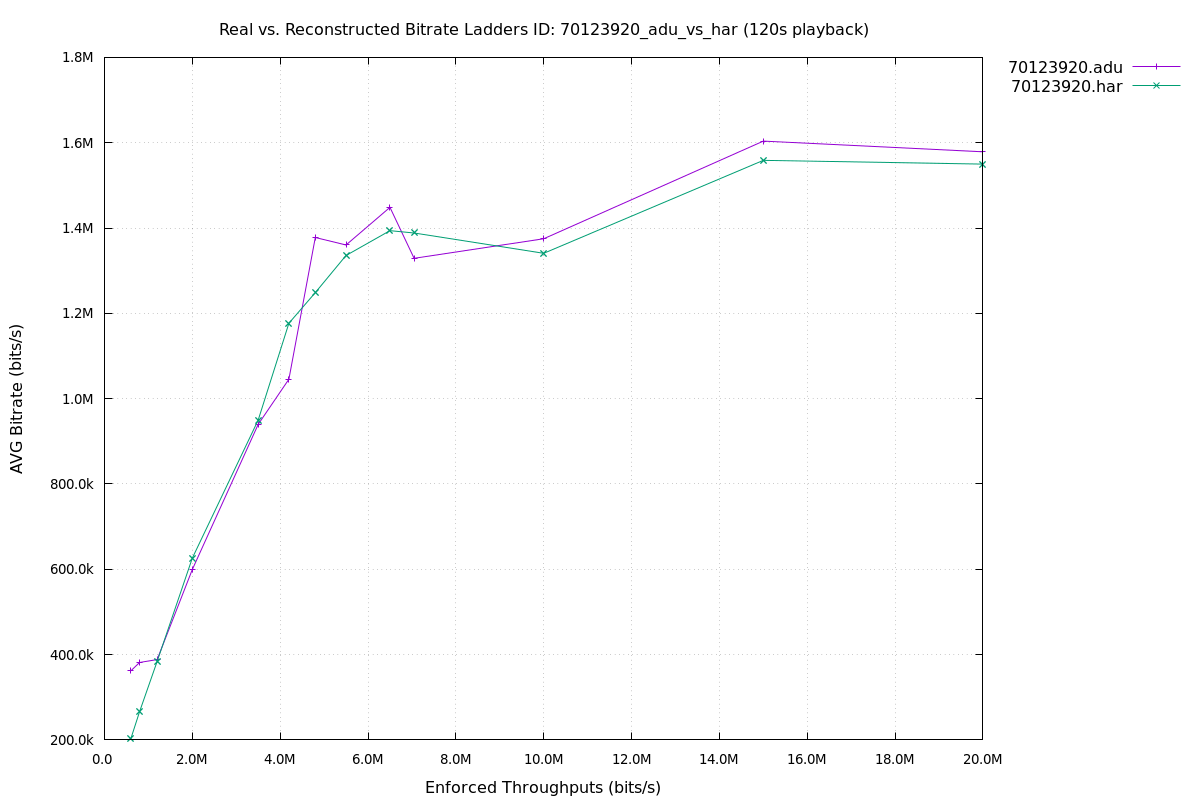 Real vs. Reconstructed Bitrate Ladders ID: 70123920_adu_vs_har (120s playback)
70123920.adu
70123920.har
1.8M
1.6M
1.4M
1.2M
1.0M
800.0k
600.0k
400.0k
200.0k
AVG Bitrate (bits/s)
0.0 2.0M 4.0M 6.0M 8.0M 10.0M 12.0M 14.0M 16.0M 18.0M 20.0M
Enforced Throughputs (bits/s)